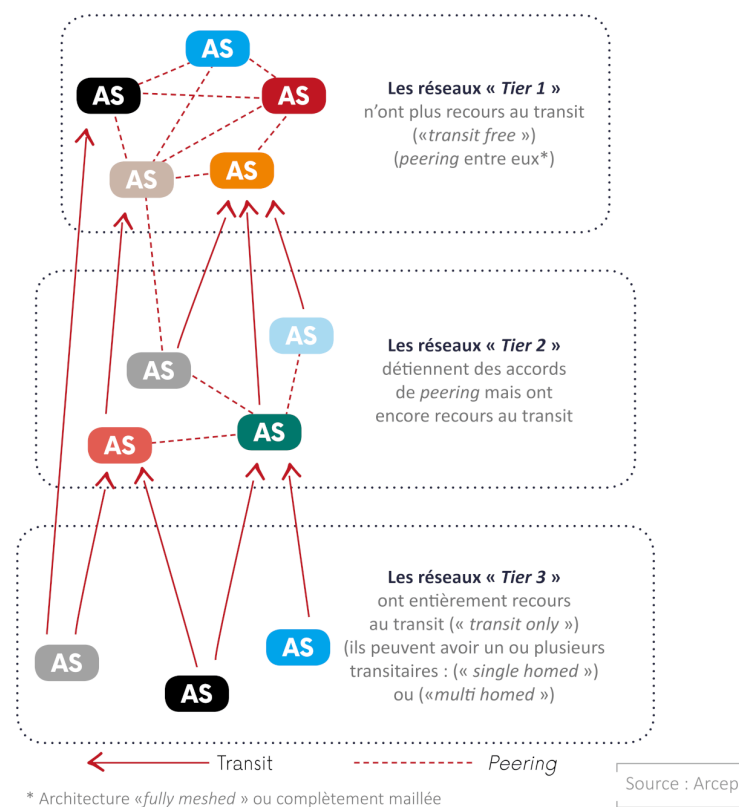 AS
AS
AS
AS
AS
Les réseaux « Tier 1 »
n'ont plus recours au transit
(«transit free »)
(peering entre eux*)
AS
AS
AS
AS
Les réseaux « Tier 2 »
détiennent des accords
de peering mais ont
encore recours au transit
AS
AS
AS
Les réseaux « Tier 3 »
ont entièrement recours
au transit (« transit only »)
(ils peuvent avoir un ou plusieurs
transitaires : (« single homed »)
ou («multi homed »)
Transit
Peering
Source : Arcep
* Architecture «fully meshed » ou complètement maillée